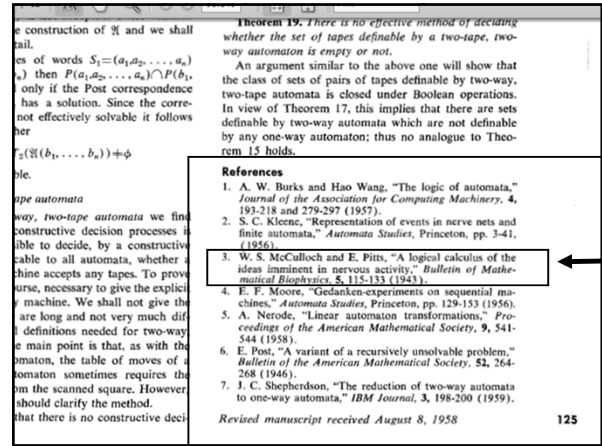 e construction of 𝔄 and we shall
tail.
es of words S₁=(a₁,a₂, . . . , aₙ)
ₙ) then P(a₁,a₂, . . . , aₙ)∩P(b₁,
only if the Post correspondence
has a solution. Since the corre-
not effectively solvable it follows
her
T₂(𝔄(b₁, . . . , bₙ))≠ϕ
ble.
ape automata
way, two-tape automata we find
constructive decision processes i
ible to decide, by a constructive
cable to all automata, whether a
chine accepts any tapes. To prove
urse, necessary to give the explicit
y machine. We shall not give the
are long and not very much dif
l definitions needed for two-way
e main point is that, as with the
omaton, the table of moves of a
tomaton sometimes requires the
om the scanned square. However,
should clarify the method.
that there is no constructive deci-
Theorem 19. There is no effective method of deciding
whether the set of tapes definable by a two-tape, two-
way automaton is empty or not.
An argument similar to the above one will show that
the class of sets of pairs of tapes definable by two-way,
two-tape automata is closed under Boolean operations.
In view of Theorem 17, this implies that there are sets
definable by two-way automata which are not definable
by any one-way automaton; thus no analogue to Theo-
rem 15 holds.
References
1. A. W. Burks and Hao Wang, “The logic of automata,”
Journal of the Association for Computing Machinery, 4,
193-218 and 279-297 (1957).
2. S. C. Kleene, “Representation of events in nerve nets and
finite automata,” Automata Studies, Princeton, pp. 3-41,
(1956).
3. W. S. McCulloch and E. Pitts, “A logical calculus of the
ideas imminent in nervous activity,” Bulletin of Mathe-
matical Biophysics, 5, 115-133 (1943).
4. E. F. Moore, “Gedanken-experiments on sequential ma-
chines,” Automata Studies, Princeton, pp. 129-153 (1956).
5. A. Nerode, “Linear automaton transformations,” Pro-
ceedings of the American Mathematical Society, 9, 541-
544 (1958).
6. E. Post, “A variant of a recursively unsolvable problem,”
Bulletin of the American Mathematical Society, 52, 264-
268 (1946).
7. J. C. Shepherdson, “The reduction of two-way automata
to one-way automata,” IBM Journal, 3, 198-200 (1959).
Revised manuscript received August 8, 1958
125